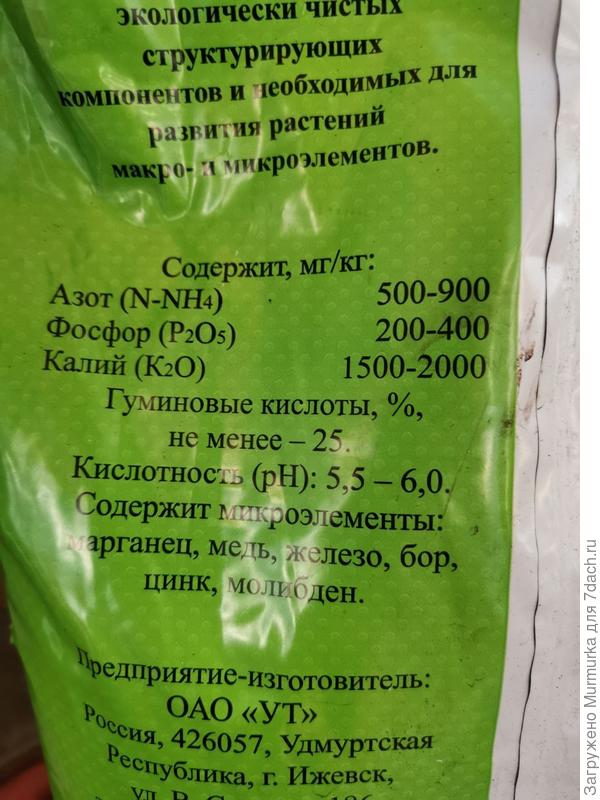 экологически чистых
структурирующих
компонентов и необходимых для
развития растений
макро- и микроэлементов.
Содержит, мг/кг:
Азот (N-NH4) 500-900
Фосфор (P2O5) 200-400
Калий (K2O) 1500-2000
Гуминовые кислоты, %,
не менее – 25.
Кислотность (pH): 5,5 – 6,0.
Содержит микроэлементы:
марганец, медь, железо, бор,
цинк, молибден.
Предприятие-изготовитель:
ОАО «УТ»
Россия, 426057, Удмуртская
Республика, г. Ижевск,
ул.
Загружено Murmurka для 7dach.ru